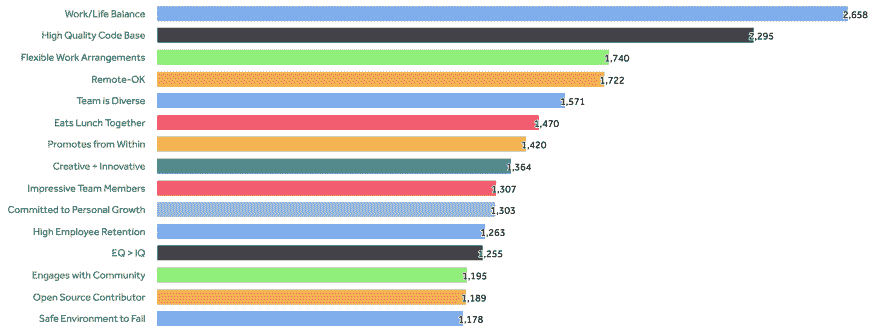 Work/Life Balance 2,658
High Quality Code Base 2,295
Flexible Work Arrangements 1,740
Remote-OK 1,722
Team is Diverse 1,571
Eats Lunch Together 1,470
Promotes from Within 1,420
Creative + Innovative 1,364
Impressive Team Members 1,307
Committed to Personal Growth 1,303
High Employee Retention 1,263
EQ > IQ 1,255
Engages with Community 1,195
Open Source Contributor 1,189
Safe Environment to Fail 1,178